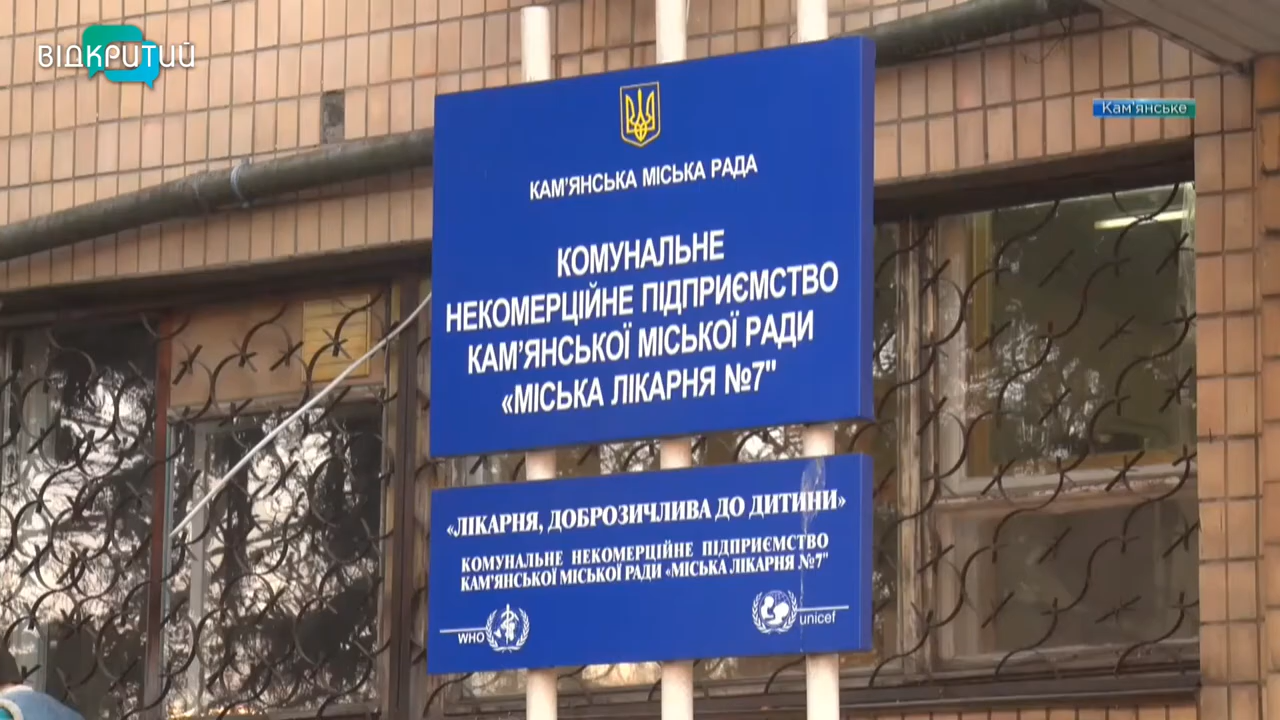 ВІДКРИТИЙ
Кам'янське
КАМ'ЯНСЬКА МІСЬКА РАДА
КОМУНАЛЬНЕ
НЕКОМЕРЦІЙНЕ ПІДПРИЄМСТВО
КАМ'ЯНСЬКОЇ МІСЬКОЇ РАДИ
«МІСЬКА ЛІКАРНЯ №7"
«ЛІКАРНЯ, ДОБРОЗИЧЛИВА ДО ДИТИНИ»
КОМУНАЛЬНЕ НЕКОМЕРЦІЙНЕ ПІДПРИЄМСТВО
КАМ'ЯНСЬКОЇ МІСЬКОЇ РАДИ «МІСЬКА ЛІКАРНЯ №7"
WHO
unicef